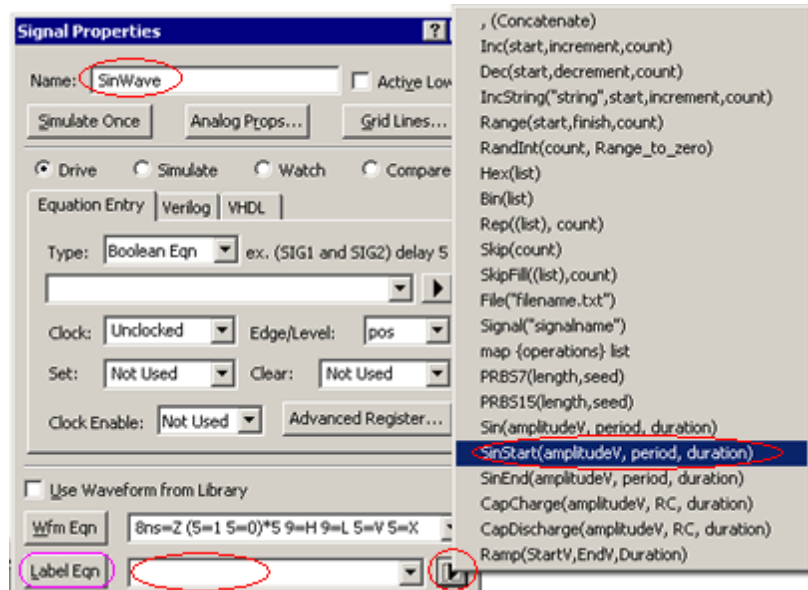 Signal Properties ?
Name: SinWave Active Low
Simulate Once Analog Props... Grid Lines...
Drive Simulate Watch Compare
Equation Entry Verilog VHDL
Type: Boolean Eqn ex. (SIG1 and SIG2) delay 5
Clock: Unclocked Edge/Level: pos
Set: Not Used Clear: Not Used
Clock Enable: Not Used Advanced Register...
Use Waveform from Library
Wfm Eqn 8ns=Z (5=1 5=0)*5 9=H 9=L 5=V 5=X
Label Eqn
, (Concatenate)
Inc(start,increment,count)
Dec(start,decrement,count)
IncString("string",start,increment,count)
Range(start,finish,count)
RandInt(count, Range_to_zero)
Hex(list)
Bin(list)
Rep((list), count)
Skip(count)
SkipFill((list),count)
File("filename.txt")
Signal("signalname")
map {operations} list
PRBS7(length,seed)
PRBS15(length,seed)
Sin(amplitudeV, period, duration)
SinStart(amplitudeV, period, duration)
SinEnd(amplitudeV, period, duration)
CapCharge(amplitudeV, RC, duration)
CapDischarge(amplitudeV, RC, duration)
Ramp(StartV,EndV,Duration)